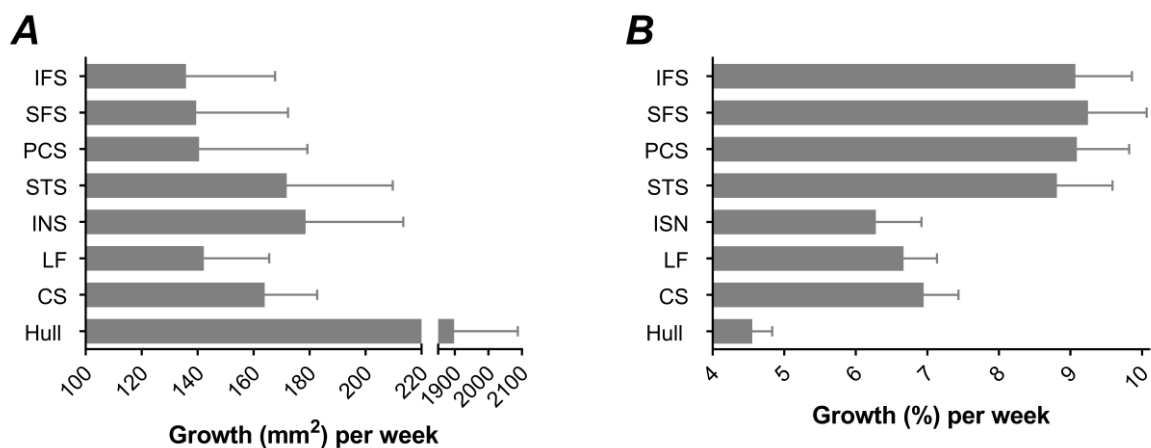 A
IFS
SFS
PCS
STS
INS
LF
CS
Hull
100 120 140 160 180 200 220 1900 2000 2100
Growth (mm²) per week
B
IFS
SFS
PCS
STS
ISN
LF
CS
Hull
4 5 6 7 8 9 10
Growth (%) per week